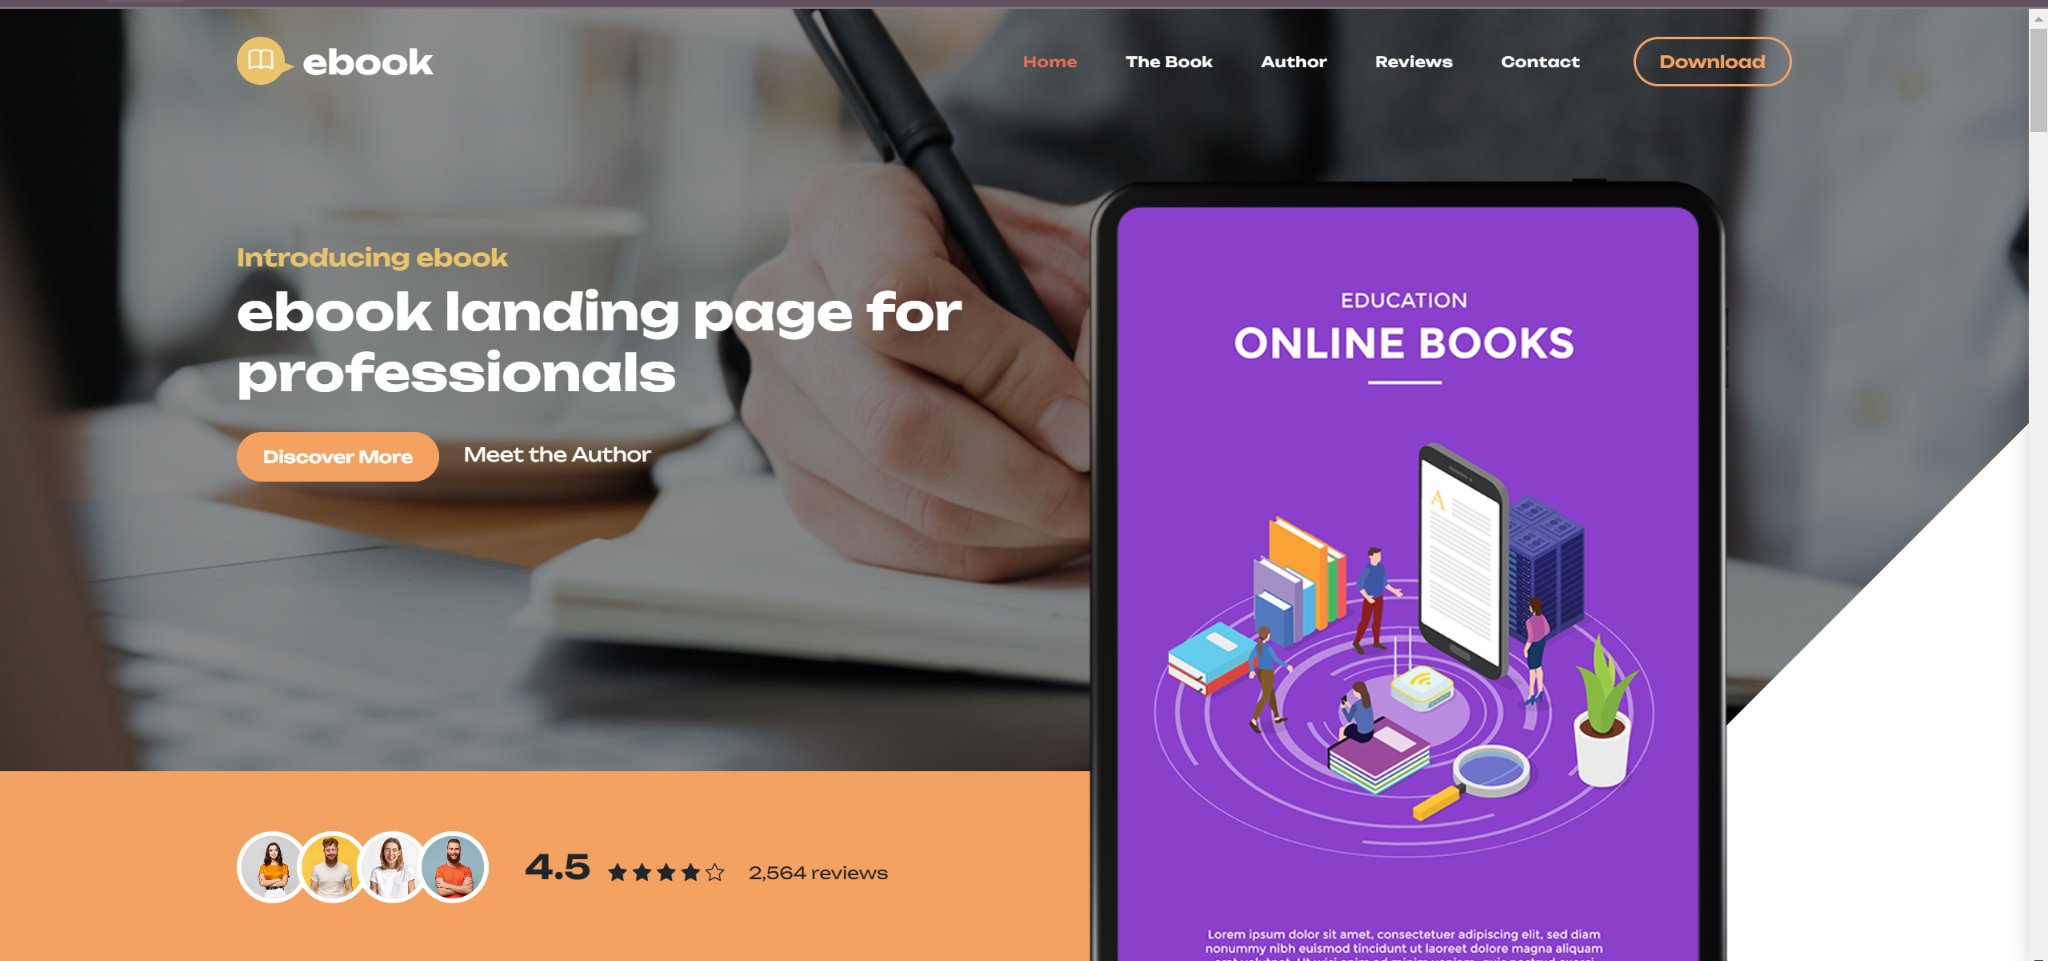 ebook
Home The Book Author Reviews Contact Download
Introducing ebook
ebook landing page for
professionals
Discover More Meet the Author
EDUCATION
ONLINE BOOKS
A
4.5 2,564 reviews
Lorem ipsum dolor sit amet, consectetuer adipiscing elit, sed diam
nonummy nibh euismod tincidunt ut laoreet dolore magna aliquam